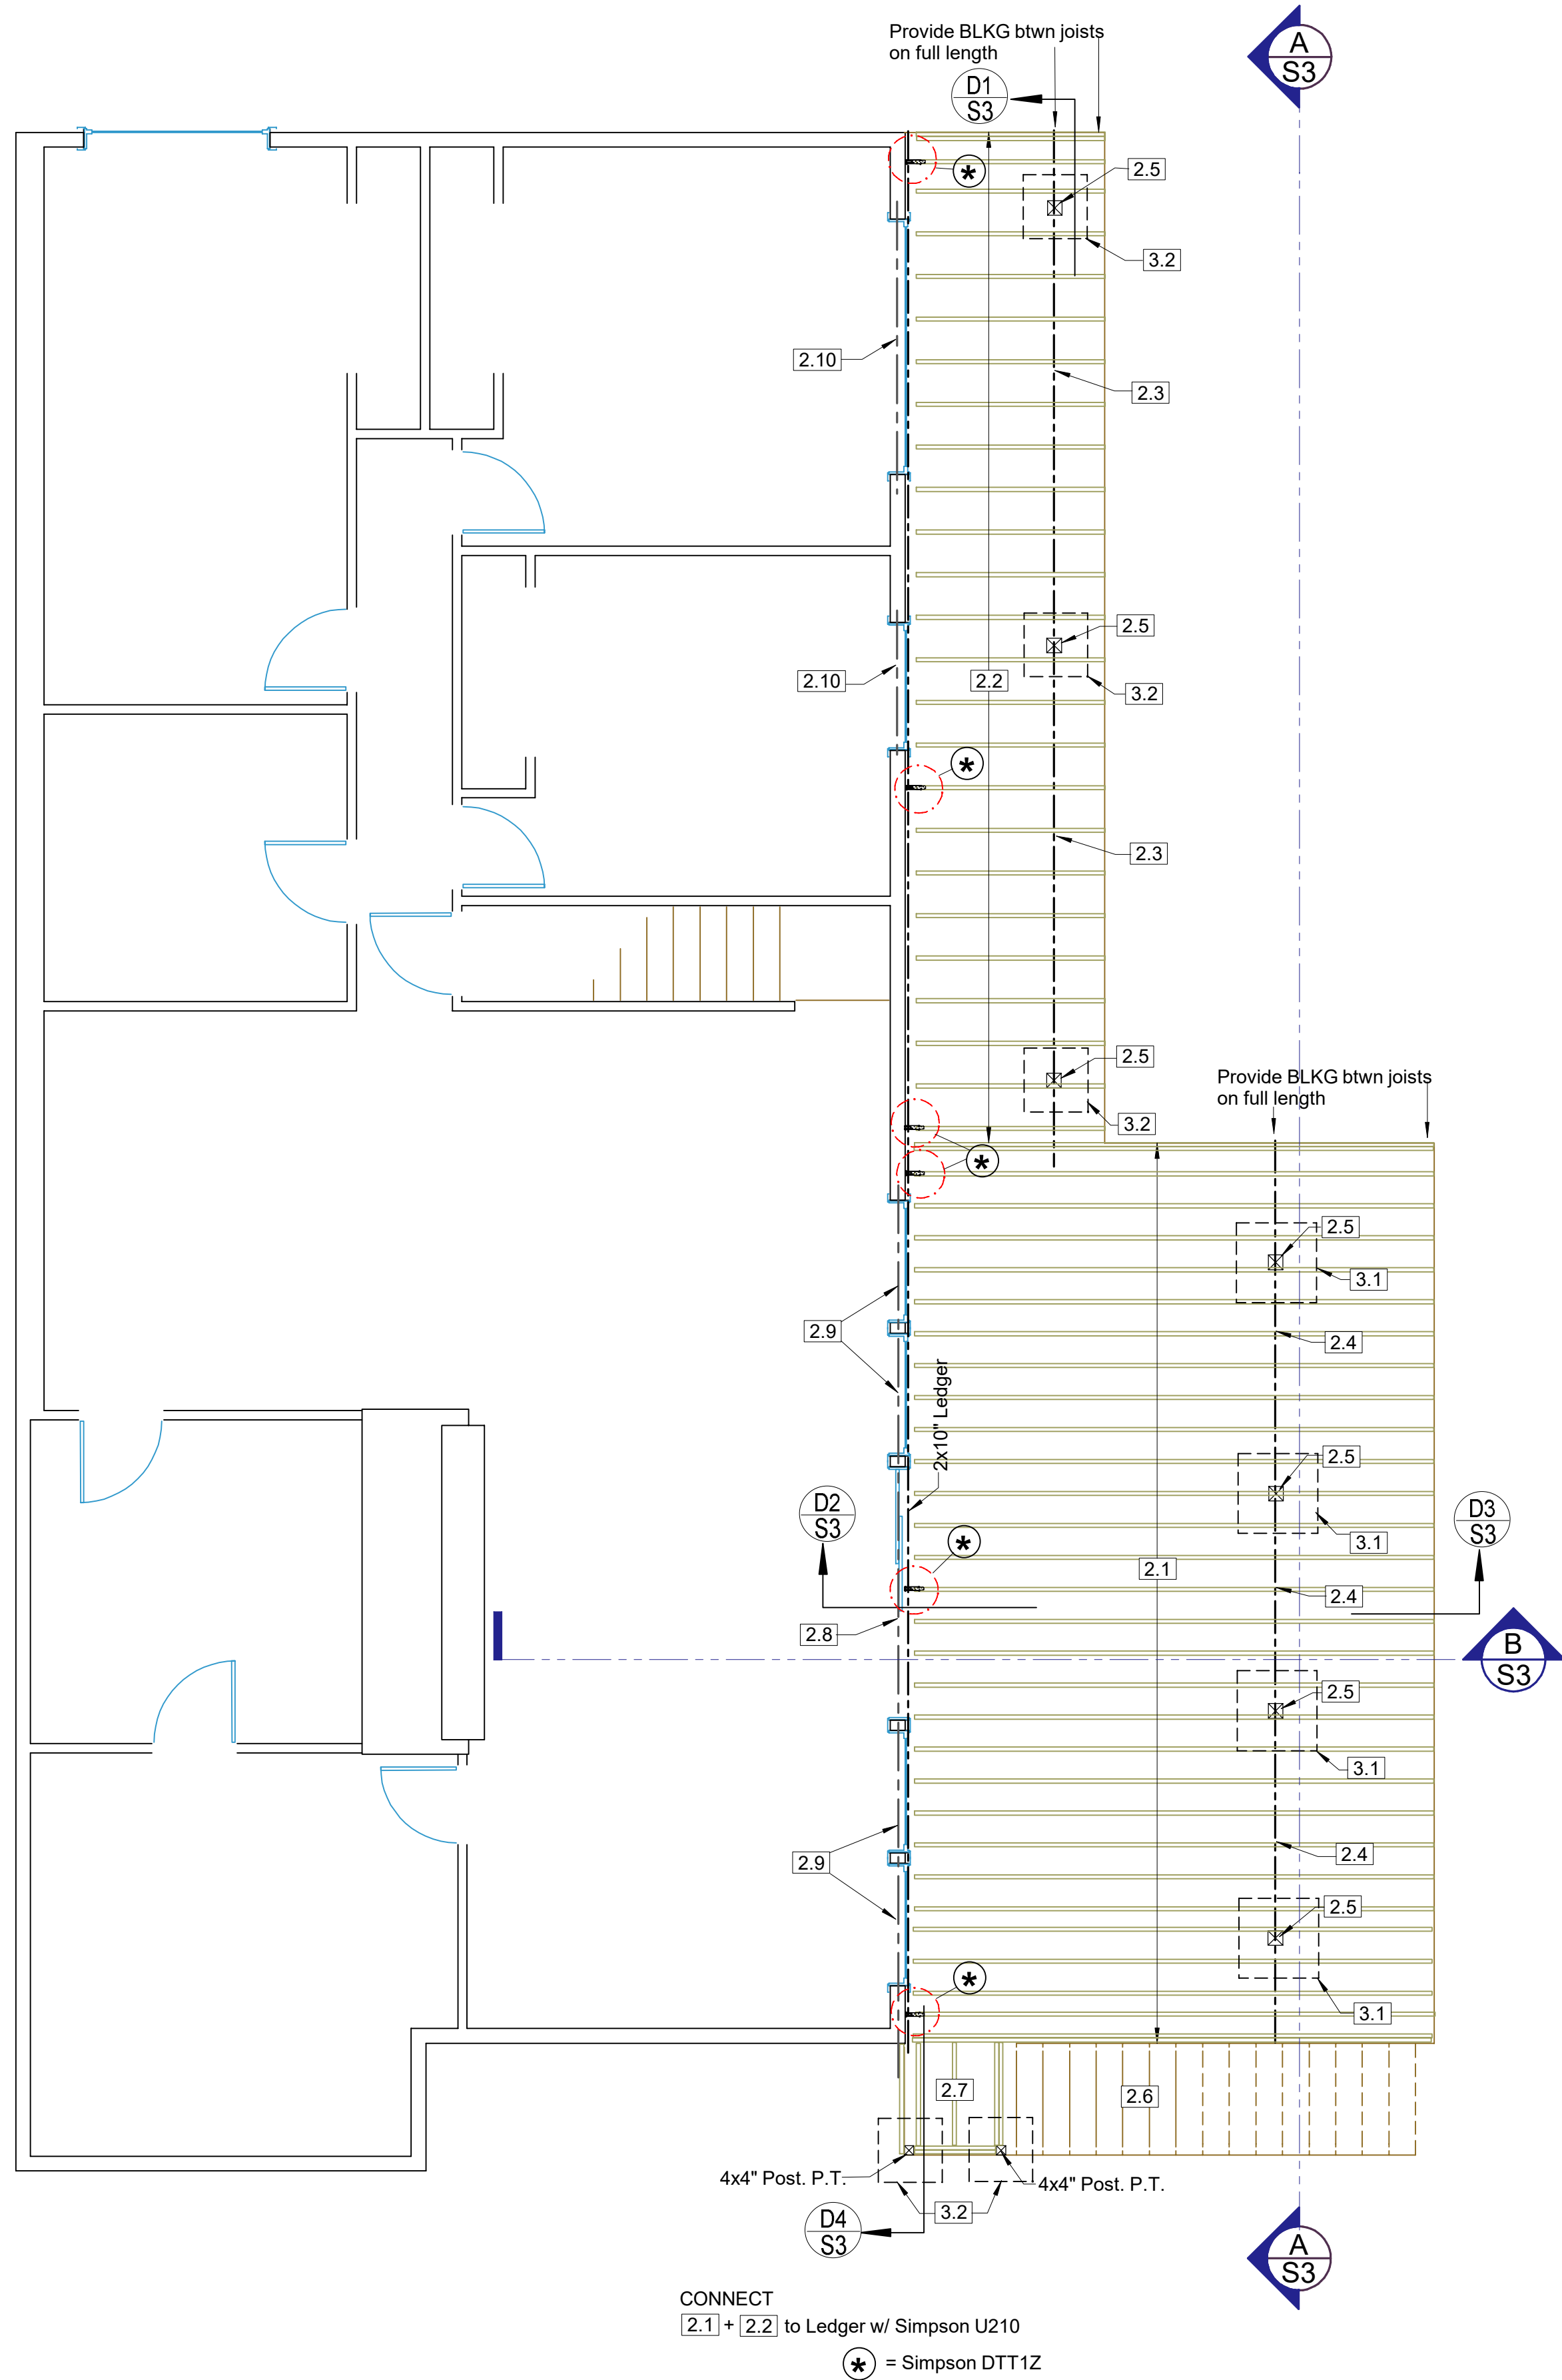 Provide BLKG btwn joists
on full length
A
S3
D1
S3
*
2.5
3.2
2.10
2.3
2.5
2.10
2.2
3.2
*
2.3
2.5
Provide BLKG btwn joists
on full length
3.2
*
2.5
3.1
2.9
2.4
2x10" Ledger
2.5
D2
S3
D3
S3
*
3.1
2.1
2.4
2.8
B
S3
2.5
3.1
2.4
2.9
2.5
*
3.1
2.7
2.6
4x4" Post. P.T.
4x4" Post. P.T.
3.2
D4
S3
A
S3
CONNECT
2.1 + 2.2 to Ledger w/ Simpson U210
* = Simpson DTT1Z